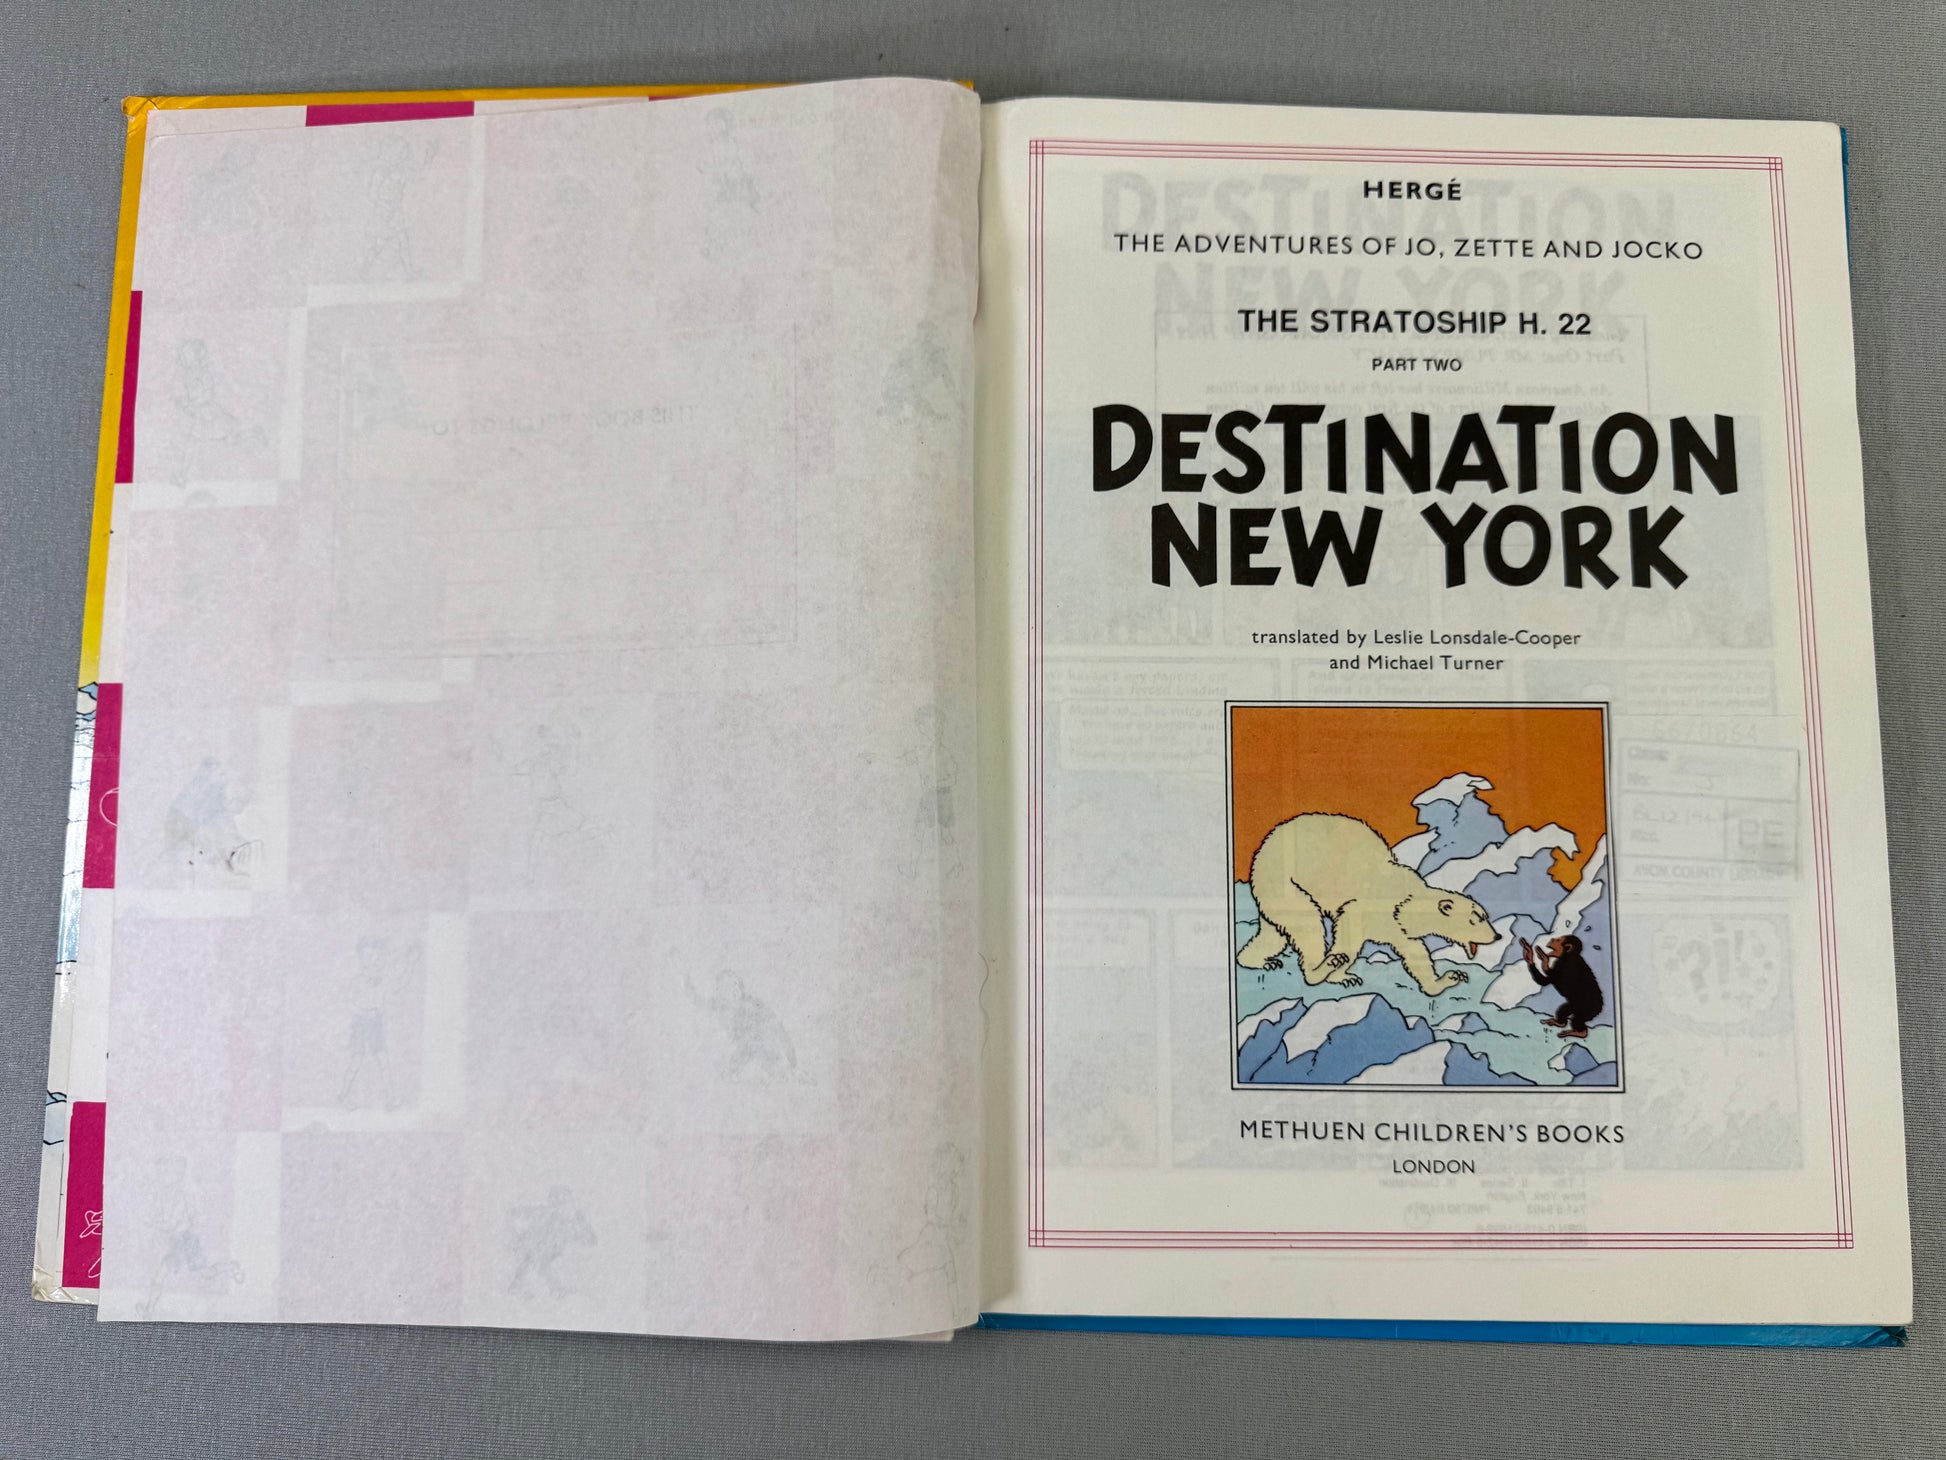 HERGÉ
THE ADVENTURES OF JO, ZETTE AND JOCKO
THE STRATOSHIP H. 22
PART TWO
DESTINATION
NEW YORK
translated by Leslie Lonsdale-Cooper
and Michael Turner
METHUEN CHILDREN'S BOOKS
LONDON